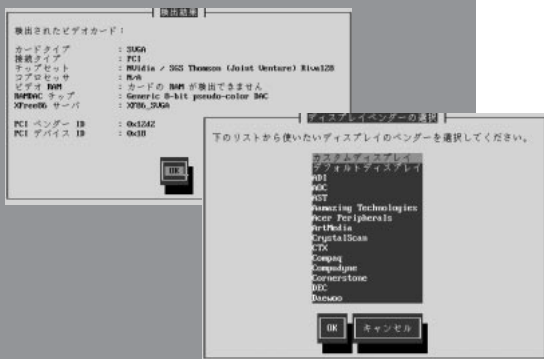 検出結果
検出されたビデオカード:
カードタイプ : SVGA
接続タイプ : PCI
チップセット : NVidia / SGS Thomson (Joint Venture) Riva128
コプロセッサ : N/A
ビデオ RAM : カードの RAM が検出できません
RAMDAC チップ : Generic 8-bit pseudo-color DAC
XFree86 サーバ : XF86_SVGA
PCI ベンダー ID : 0x12d2
PCI デバイス ID : 0x18
OK
ディスプレイベンダーの選択
下のリストから使いたいディスプレイのベンダーを選択してください。
カスタムディスプレイ
デフォルトディスプレイ
ADI
AOC
AST
Aamazing Technologies
Acer Peripherals
ArtMedia
CrystalScan
CTX
Compaq
Compudyne
Cornerstone
DEC
Daewoo
OK
キャンセル